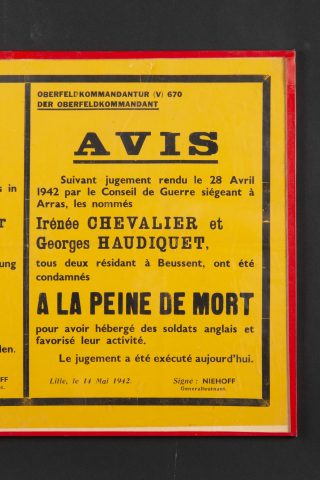 OBERFELDKOMMANDANTUR (V) 670
DER OBERFELDKOMMANDANT
AVIS
Suivant jugement rendu le 28 Avril
1942 par le Conseil de Guerre siégeant à
Arras, les nommés
Irénée CHEVALIER et
Georges HAUDIQUET,
tous deux résidant à Beussent, ont été
condamnés
A LA PEINE DE MORT
pour avoir hébergé des soldats anglais et
favorisé leur activité.
Le jugement a été exécuté aujourd'hui.
Lille, le 14 Mai 1942. Signé : NIEHOFF
Generalleutnant.